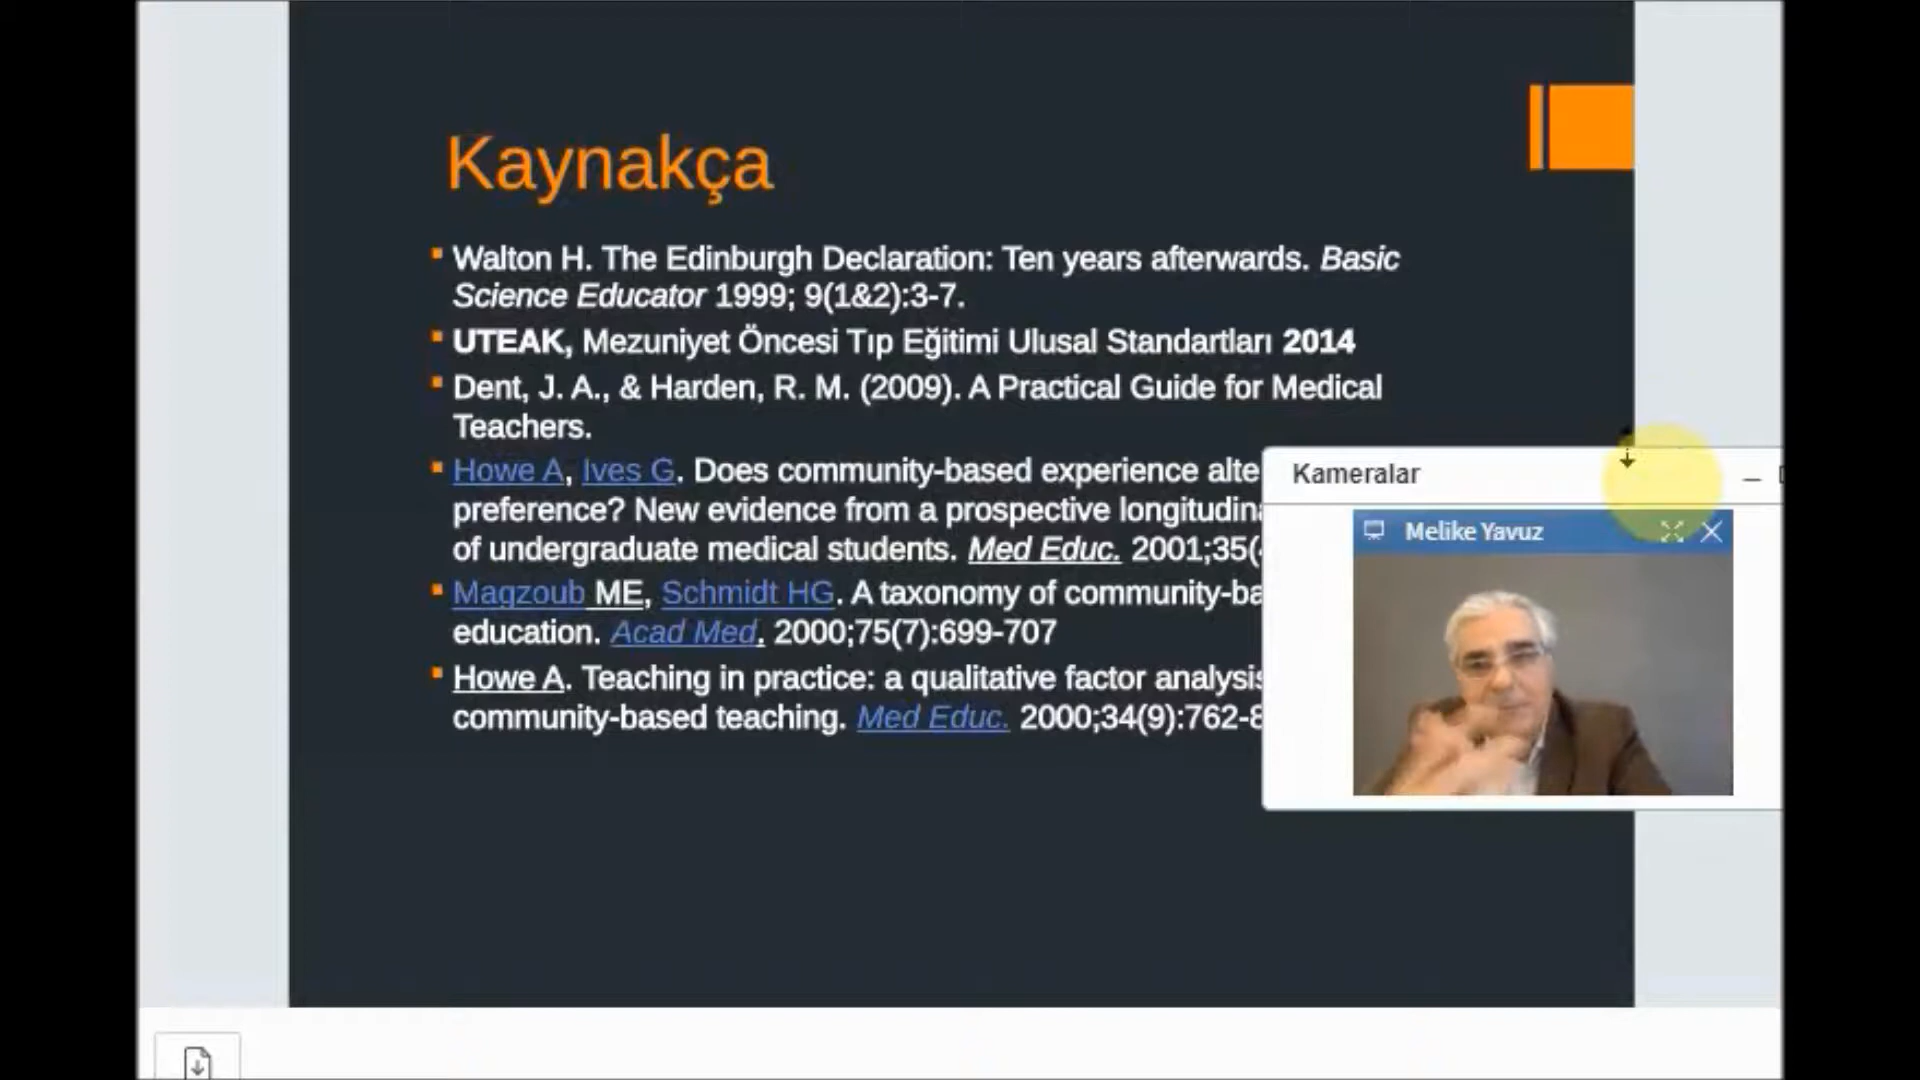 Kaynakça
Walton H. The Edinburgh Declaration: Ten years afterwards. Basic
Science Educator 1999; 9(1&2):3-7.
UTEAK, Mezuniyet Öncesi Tıp Eğitimi Ulusal Standartları 2014
Dent, J. A., & Harden, R. M. (2009). A Practical Guide for Medical
Teachers.
Howe A, Ives G. Does community-based experience alte
preference? New evidence from a prospective longitudin
of undergraduate medical students. Med Educ. 2001;35(
Magzoub ME, Schmidt HG. A taxonomy of community-ba
education. Acad Med. 2000;75(7):699-707
Howe A. Teaching in practice: a qualitative factor analysis
community-based teaching. Med Educ. 2000;34(9):762-8
Kameralar
Melike Yavuz